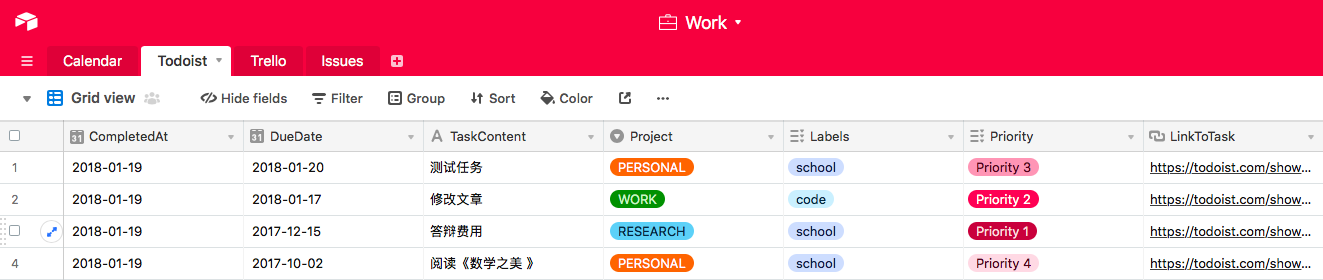 Work
Calendar Todoist Trello Issues
Grid view Hide fields Filter Group Sort Color
31 CompletedAt 31 DueDate A TaskContent Project Labels Priority LinkToTask
1 2018-01-19 2018-01-20 测试任务 PERSONAL school Priority 3 https://todoist.com/show...
2 2018-01-19 2018-01-17 修改文章 WORK code Priority 2 https://todoist.com/show...
2018-01-19 2017-12-15 答辩费用 RESEARCH school Priority 1 https://todoist.com/show...
4 2018-01-19 2017-10-02 阅读《数学之美 》 PERSONAL school Priority 4 https://todoist.com/show...